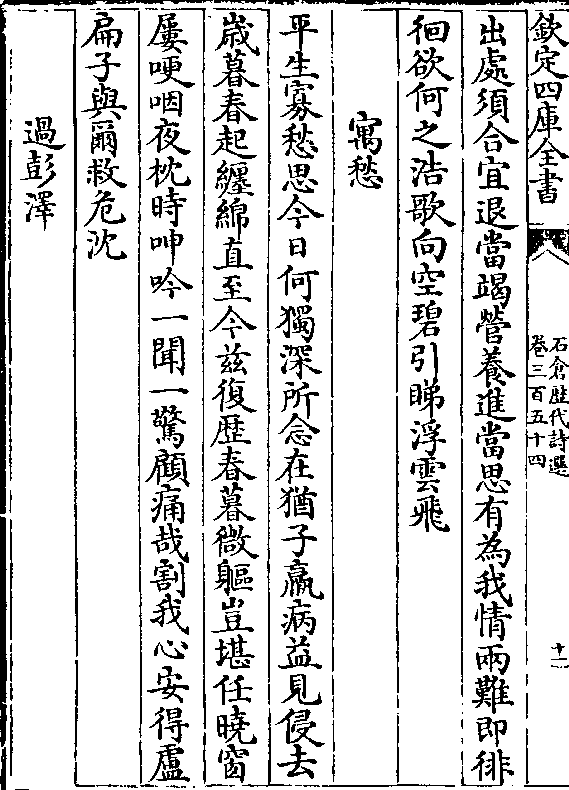 欽定四庫全書
石倉歴代詩選
卷三百五十四
十一
出處須合宜退當竭營養進當思有為我情兩難即徘
徊欲何之浩歌向空碧引睇浮雲飛
寓愁
平生寡愁思今日何獨深所念在猶子羸病益見侵去
歳暮春起纒綿直至今兹復歴春暮微軀豈堪任曉窗
屢哽咽夜枕時呻吟一聞一驚顧痛哉割我心安得盧
扁子與爾救危沈
過彭澤